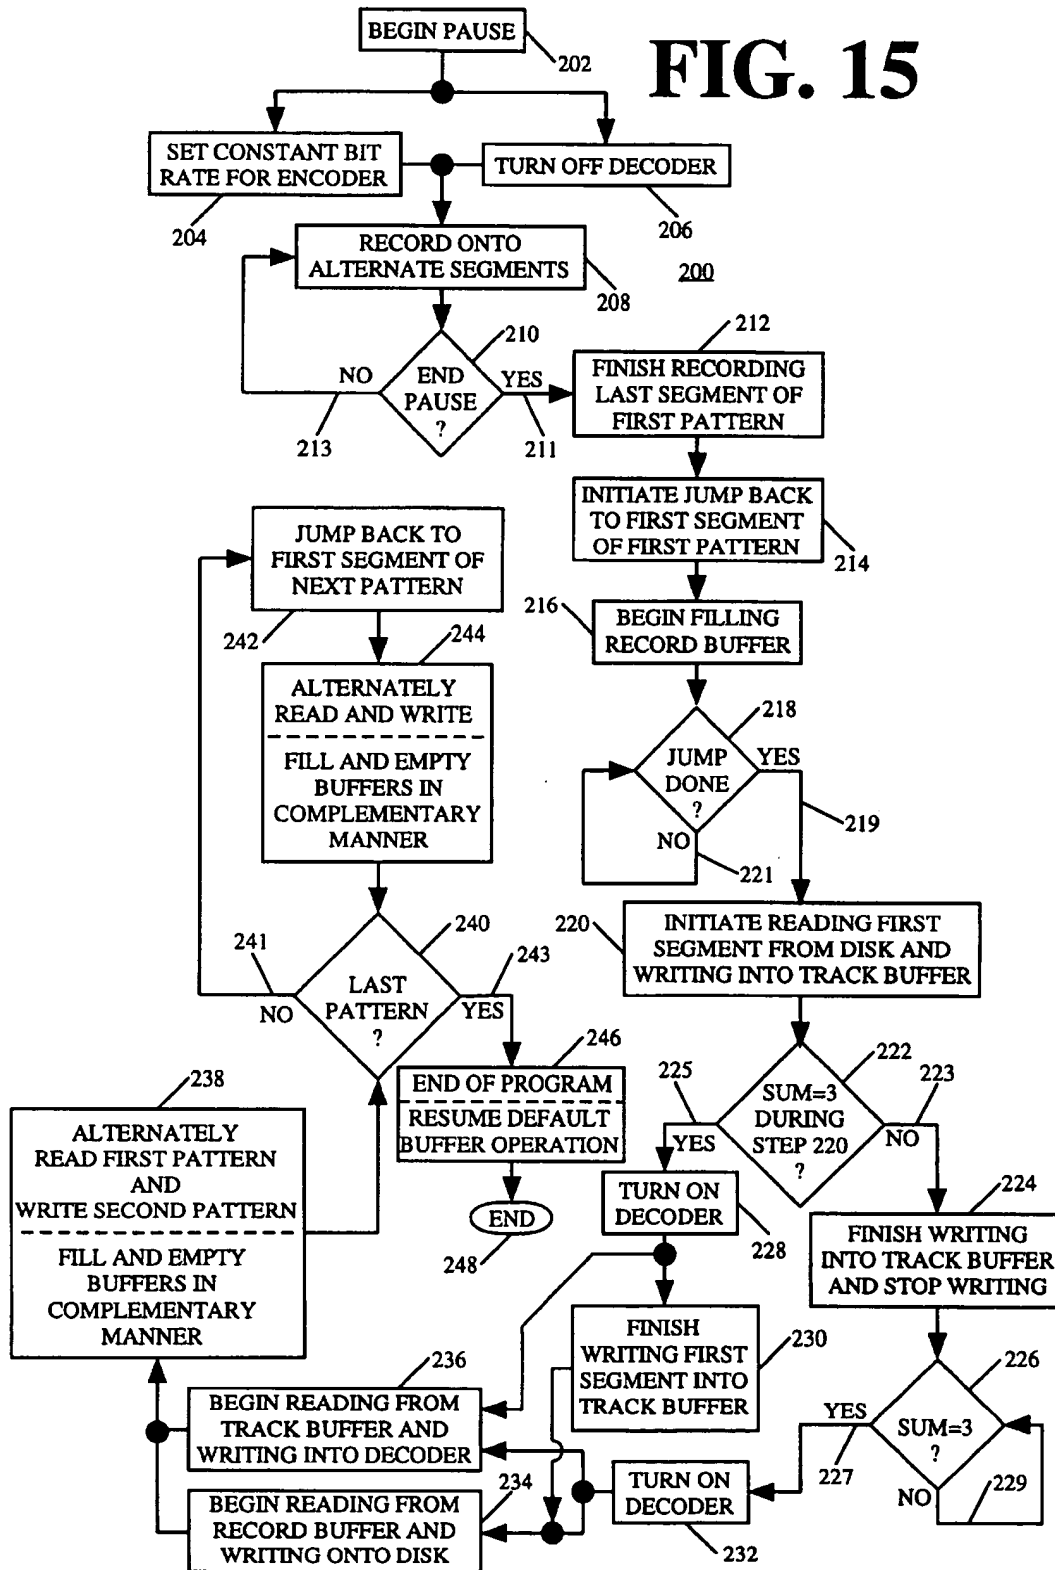 BEGIN PAUSE
202
FIG. 15
SET CONSTANT BIT
RATE FOR ENCODER
204
TURN OFF DECODER
206
RECORD ONTO
ALTERNATE SEGMENTS
208
200
210
END
PAUSE
?
NO
213
YES
211
212
FINISH RECORDING
LAST SEGMENT OF
FIRST PATTERN
INITIATE JUMP BACK
TO FIRST SEGMENT
OF FIRST PATTERN
214
216
BEGIN FILLING
RECORD BUFFER
218
JUMP
DONE
?
YES
219
NO
221
220
INITIATE READING FIRST
SEGMENT FROM DISK AND
WRITING INTO TRACK BUFFER
222
SUM=3
DURING
STEP 220
?
225
YES
223
NO
224
FINISH WRITING
INTO TRACK BUFFER
AND STOP WRITING
226
SUM=3
?
YES
227
NO
229
TURN ON
DECODER
228
FINISH
WRITING FIRST
SEGMENT INTO
TRACK BUFFER
230
TURN ON
DECODER
232
236
BEGIN READING FROM
TRACK BUFFER AND
WRITING INTO DECODER
234
BEGIN READING FROM
RECORD BUFFER AND
WRITING ONTO DISK
238
ALTERNATELY
READ FIRST PATTERN
AND
WRITE SECOND PATTERN
FILL AND EMPTY
BUFFERS IN
COMPLEMENTARY
MANNER
240
LAST
PATTERN
?
241
NO
243
YES
JUMP BACK TO
FIRST SEGMENT OF
NEXT PATTERN
242
244
ALTERNATELY
READ AND WRITE
FILL AND EMPTY
BUFFERS IN
COMPLEMENTARY
MANNER
246
END OF PROGRAM
RESUME DEFAULT
BUFFER OPERATION
END
248